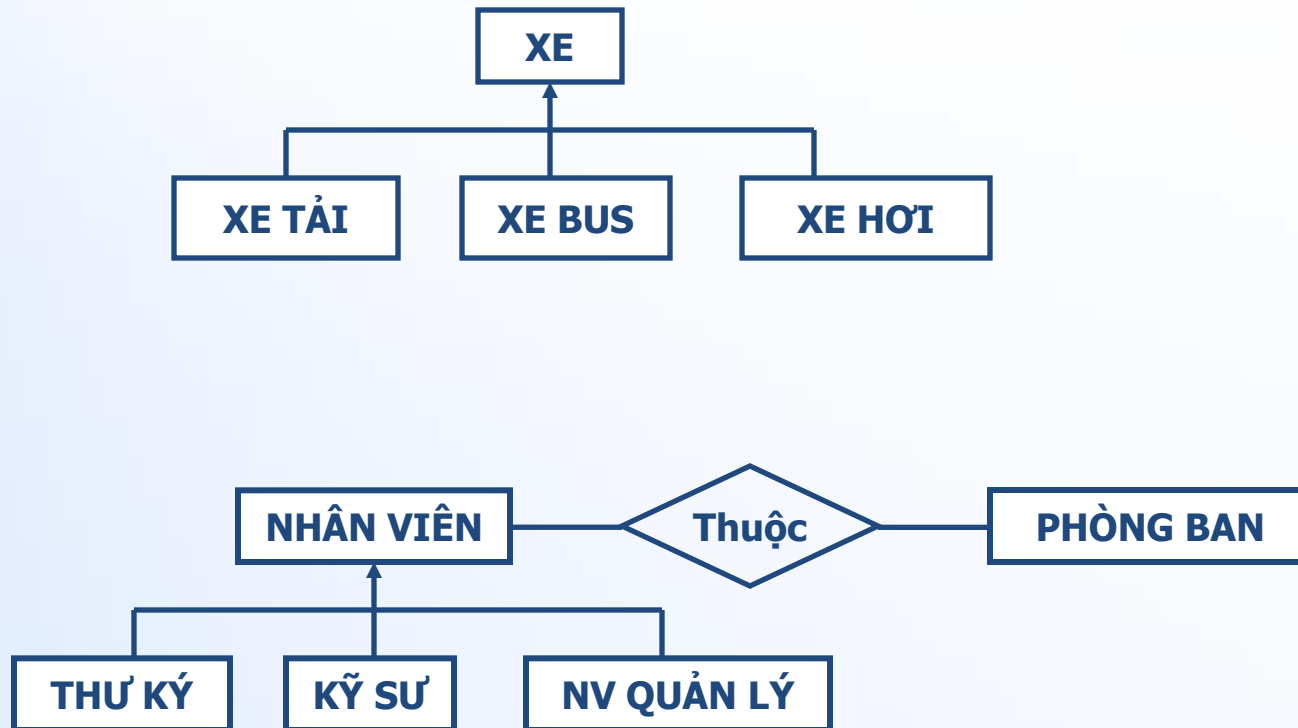 XE
XE TẢI
XE BUS
XE HƠI
NHÂN VIÊN
Thuộc
PHÒNG BAN
THƯ KÝ
KỸ SƯ
NV QUẢN LÝ